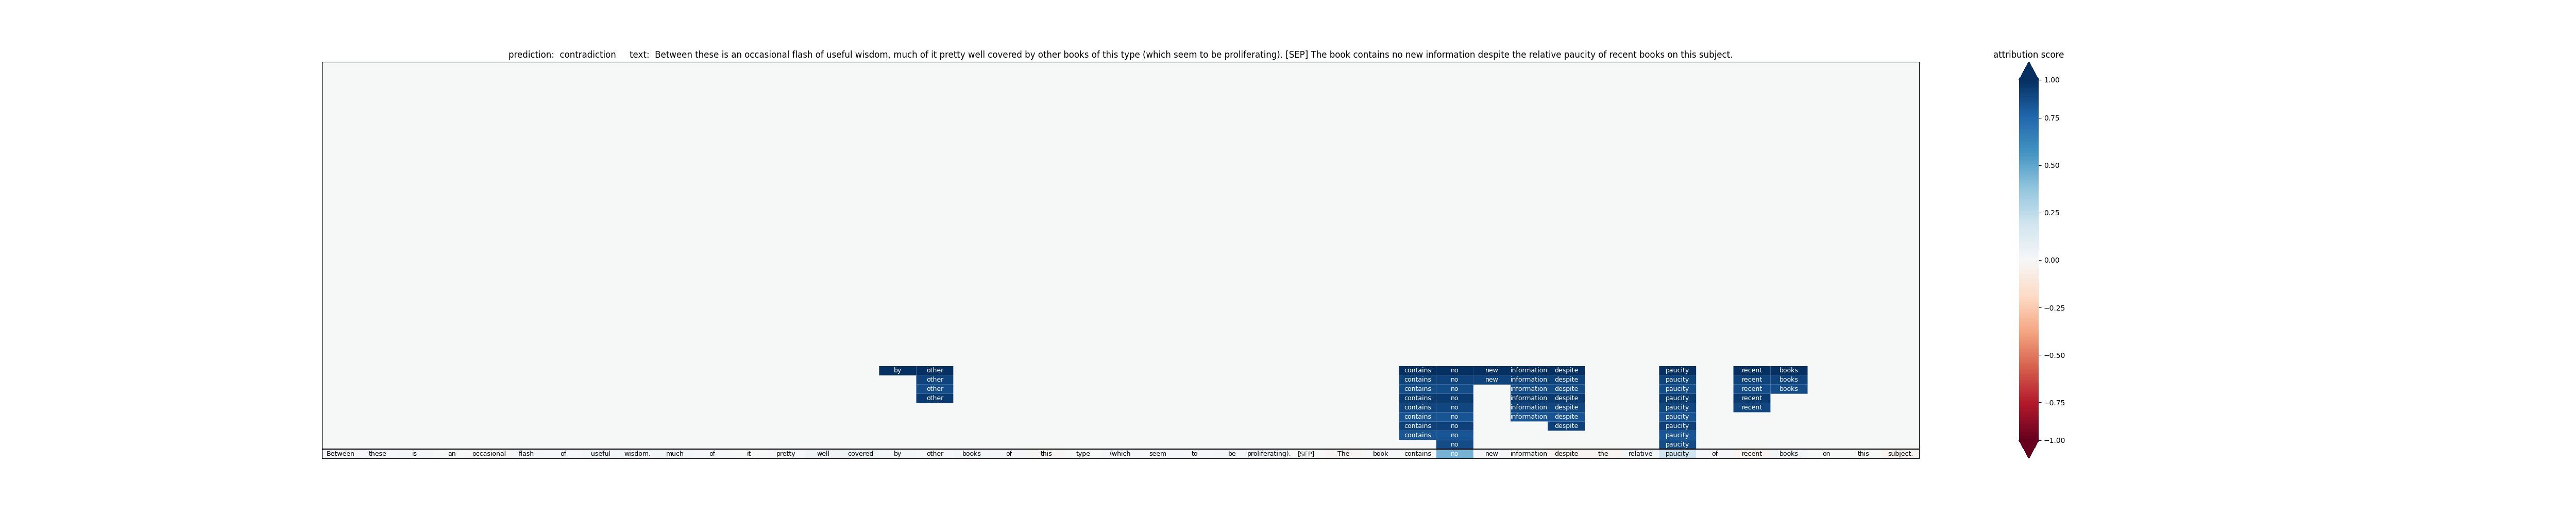 prediction:  contradiction     text:  Between these is an occasional flash of useful wisdom, much of it pretty well covered by other books of this type (which seem to be proliferating). [SEP] The book contains no new information despite the relative paucity of recent books on this subject.
attribution score
1.00
0.75
0.50
0.25
0.00
−0.25
−0.50
−0.75
−1.00
by other contains no new information despite paucity recent books
other contains no new information despite paucity recent books
other contains no information despite paucity recent books
other contains no information despite paucity recent
contains no information despite paucity recent
contains no information despite paucity
contains no despite paucity
contains no paucity
no paucity
Between these is an occasional flash of useful wisdom, much of it pretty well covered by other books of this type (which seem to be proliferating). [SEP] The book contains no new information despite the relative paucity of recent books on this subject.